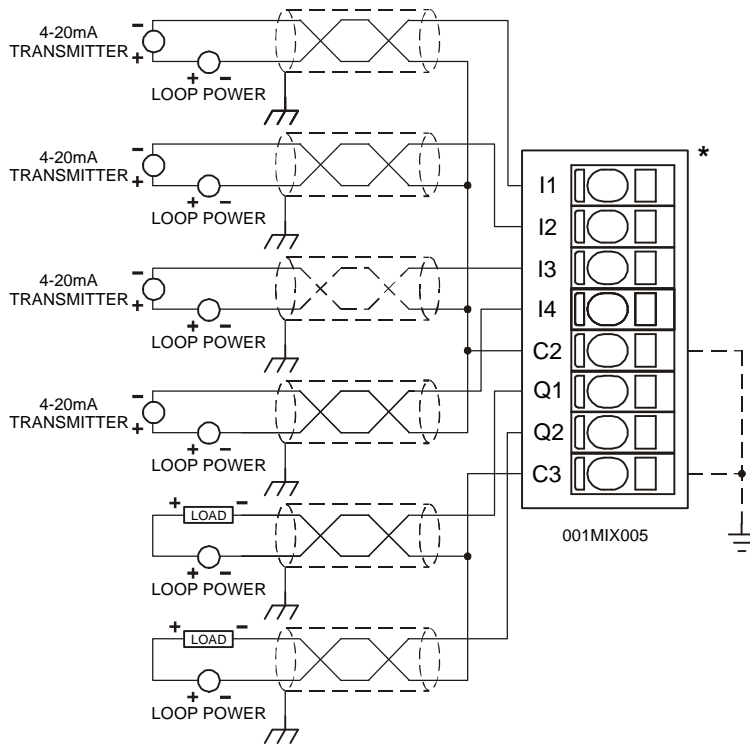 4-20mA
TRANSMITTER
-
+
+ -
LOOP POWER
4-20mA
TRANSMITTER
-
+
+ -
LOOP POWER
4-20mA
TRANSMITTER
-
+
+ -
LOOP POWER
4-20mA
TRANSMITTER
-
+
+ -
LOOP POWER
+ LOAD -
+ -
LOOP POWER
+ LOAD -
+ -
LOOP POWER
*
I1
I2
I3
I4
C2
Q1
Q2
C3
001MIX005